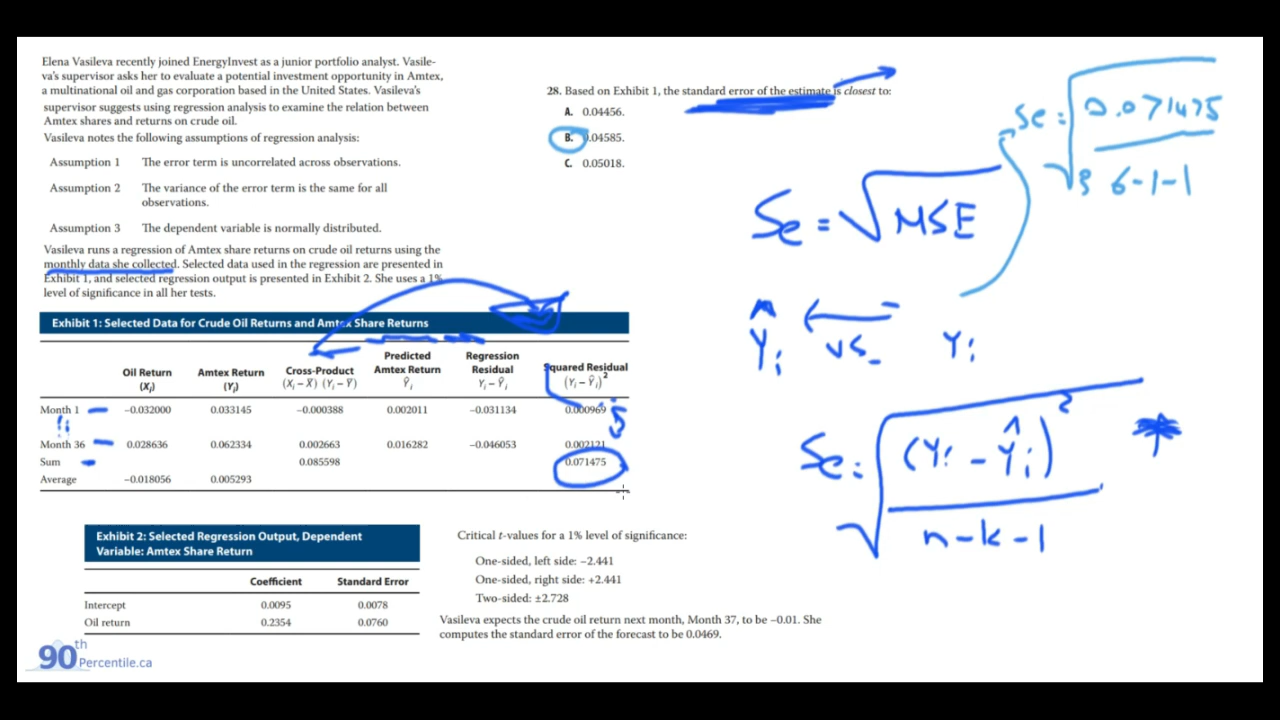 Elena Vasileva recently joined EnergyInvest as a junior portfolio analyst. Vasile-
va's supervisor asks her to evaluate a potential investment opportunity in Amtex,
a multinational oil and gas corporation based in the United States. Vasileva's
supervisor suggests using regression analysis to examine the relation between
Amtex shares and returns on crude oil.
Vasileva notes the following assumptions of regression analysis:
Assumption 1 The error term is uncorrelated across observations.
Assumption 2 The variance of the error term is the same for all
observations.
Assumption 3 The dependent variable is normally distributed.
Vasileva runs a regression of Amtex share returns on crude oil returns using the
monthly data she collected. Selected data used in the regression are presented in
Exhibit 1, and selected regression output is presented in Exhibit 2. She uses a 1%
level of significance in all her tests.
28. Based on Exhibit 1, the standard error of the estimate is closest to:
A. 0.04456.
B. 0.04585.
C. 0.05018.
Se = √MSE
Se = √ 0.071475
36-1-1
Ŷi vs Yi
Se = √ (Yi - Ŷi)²
n-k-1
Exhibit 1: Selected Data for Crude Oil Returns and Amtex Share Returns
Oil Return (Xi) Amtex Return (Yi) Cross-Product (Xi − X̄) (Yi − Ȳ) Predicted Amtex Return Ŷi Regression Residual Yi − Ŷi Squared Residual (Yi − Ŷi)²
Month 1 −0.032000 0.033145 −0.000388 0.002011 −0.031134 0.000969
Month 36 0.028636 0.062334 0.002663 0.016282 −0.046053 0.002121
Sum 0.085598 0.071475
Average −0.018056 0.005293
Exhibit 2: Selected Regression Output, Dependent
Variable: Amtex Share Return
Coefficient Standard Error
Intercept 0.0095 0.0078
Oil return 0.2354 0.0760
Critical t-values for a 1% level of significance:
One-sided, left side: −2.441
One-sided, right side: +2.441
Two-sided: ±2.728
Vasileva expects the crude oil return next month, Month 37, to be −0.01. She
computes the standard error of the forecast to be 0.0469.
90th Percentile.ca